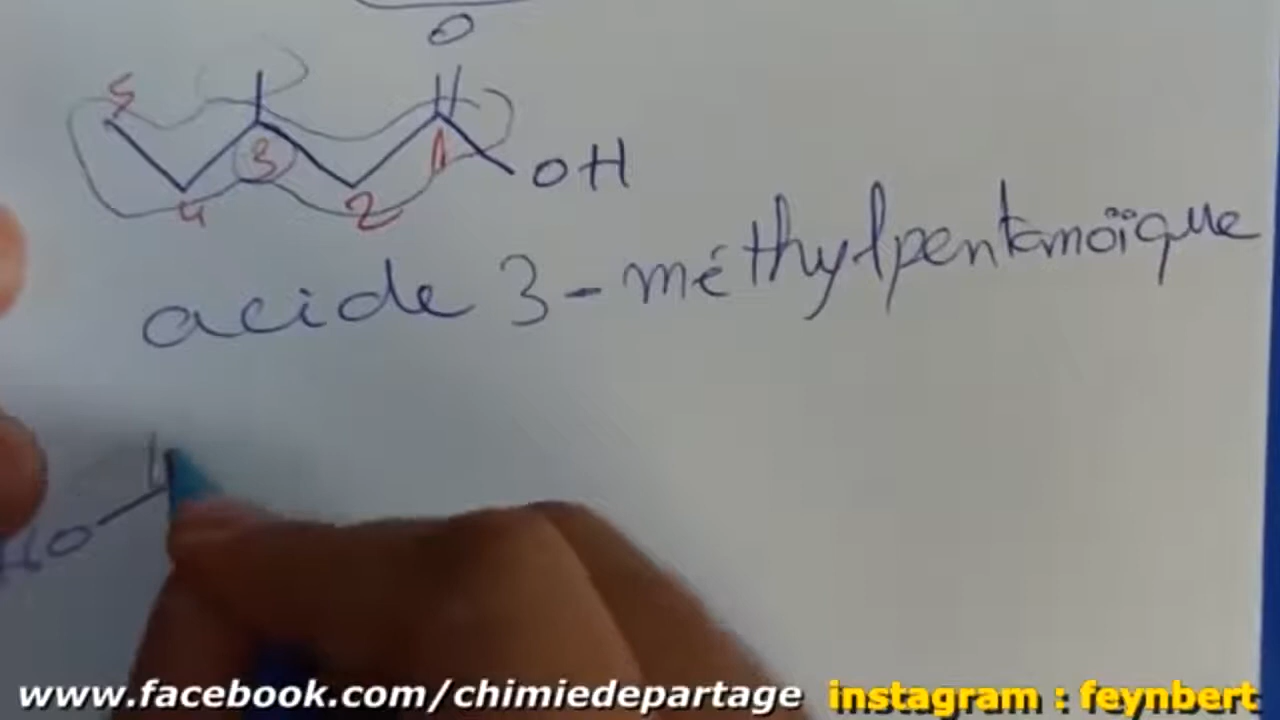 O
5
3
1
OH
4
2
acide 3-méthylpentanoïque
HO
www.facebook.com/chimiedepartage
instagram : feynbert